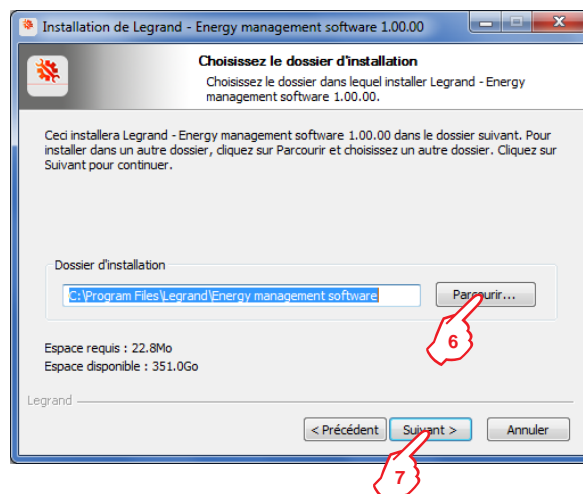 Installation de Legrand - Energy management software 1.00.00
Choisissez le dossier d'installation
Choisissez le dossier dans lequel installer Legrand - Energy
management software 1.00.00.
Ceci installera Legrand - Energy management software 1.00.00 dans le dossier suivant. Pour
installer dans un autre dossier, cliquez sur Parcourir et choisissez un autre dossier. Cliquez sur
Suivant pour continuer.
Dossier d'installation
C:\Program Files\Legrand\Energy management software
Parcourir...
6
Espace requis : 22.8Mo
Espace disponible : 351.0Go
Legrand
< Précédent
Suivant >
Annuler
7